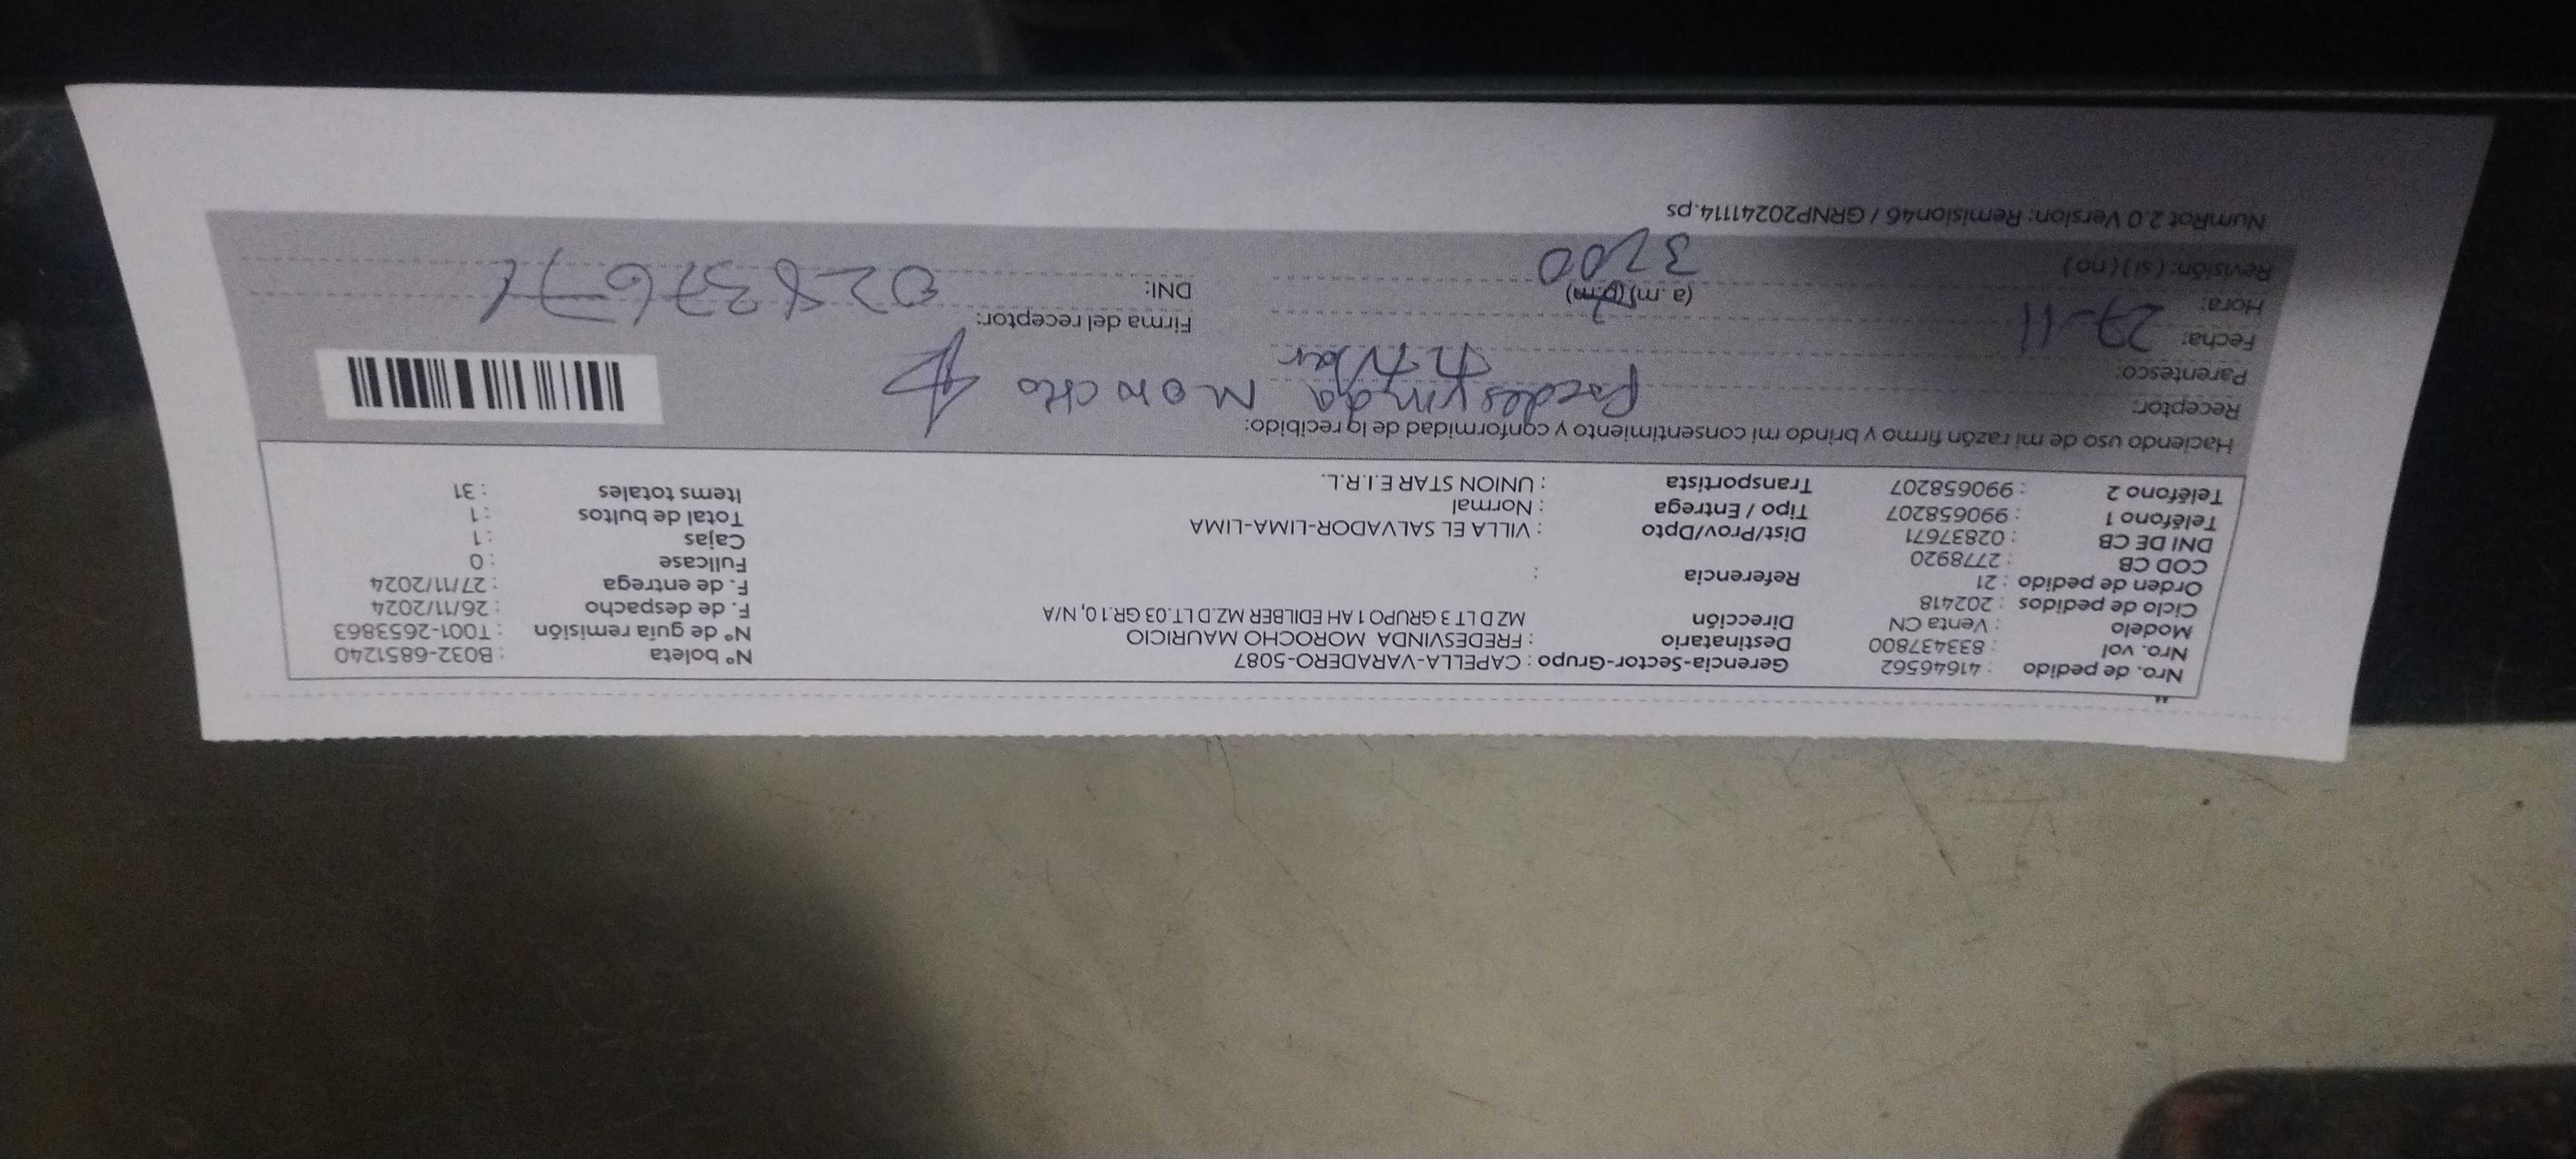 Nro. de pedido : 41646562 Gerencia-Sector-Grupo : CAPELLA-VARADERO-5087 N° boleta : B032-6851240
Nro. vol : 833437800 Destinatario : FREDESVINDA MOROCHO MAURICIO N° de guía remisión : T001-2653863
Modelo : Venta CN Dirección MZ D LT 3 GRUPO 1 AH EDILBER MZ.D LT.03 GR.10, N/A F. de despacho : 26/11/2024
Ciclo de pedidos : 202418 F. de entrega : 27/11/2024
Orden de pedido : 21 Referencia : Fullcase : 0
COD CB : 2778920 Cajas : 1
DNI DE CB : 02837671 Dist/Prov/Dpto : VILLA EL SALVADOR-LIMA-LIMA Total de bultos : 1
Teléfono 1 : 990658207 Tipo / Entrega : Normal Items totales : 31
Teléfono 2 : 990658207 Transportista : UNION STAR E.I.R.L.
Haciendo uso de mi razón firmo y brindo mi consentimiento y conformidad de lo recibido:
Receptor:
Parentesco:
Fecha: 27-11 Firma del receptor:
Hora: (a.m) (p.m) DNI: 02837671
Revisión: (si) (no)
NumRot 2.0 Version: Remision46 / GRNP20241114.ps